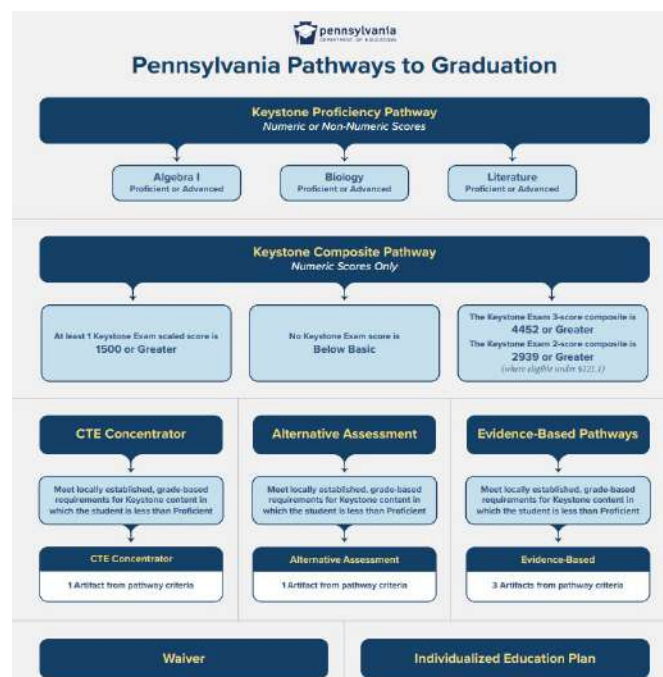 pennsylvania
DEPARTMENT OF EDUCATION
Pennsylvania Pathways to Graduation
Keystone Proficiency Pathway
Numeric or Non-Numeric Scores
Algebra I
Proficient or Advanced
Biology
Proficient or Advanced
Literature
Proficient or Advanced
Keystone Composite Pathway
Numeric Scores Only
At least 1 Keystone Exam scaled score is
1500 or Greater
No Keystone Exam score is
Below Basic
The Keystone Exam 3-score composite is
4452 or Greater
The Keystone Exam 2-score composite is
2939 or Greater
(where eligible under §121.1)
CTE Concentrator
Meet locally established, grade-based
requirements for Keystone content in
which the student is less than Proficient
CTE Concentrator
1 Artifact from pathway criteria
Alternative Assessment
Meet locally established, grade-based
requirements for Keystone content in
which the student is less than Proficient
Alternative Assessment
1 Artifact from pathway criteria
Evidence-Based Pathways
Meet locally established, grade-based
requirements for Keystone content in
which the student is less than Proficient
Evidence-Based
3 Artifacts from pathway criteria
Waiver
Individualized Education Plan